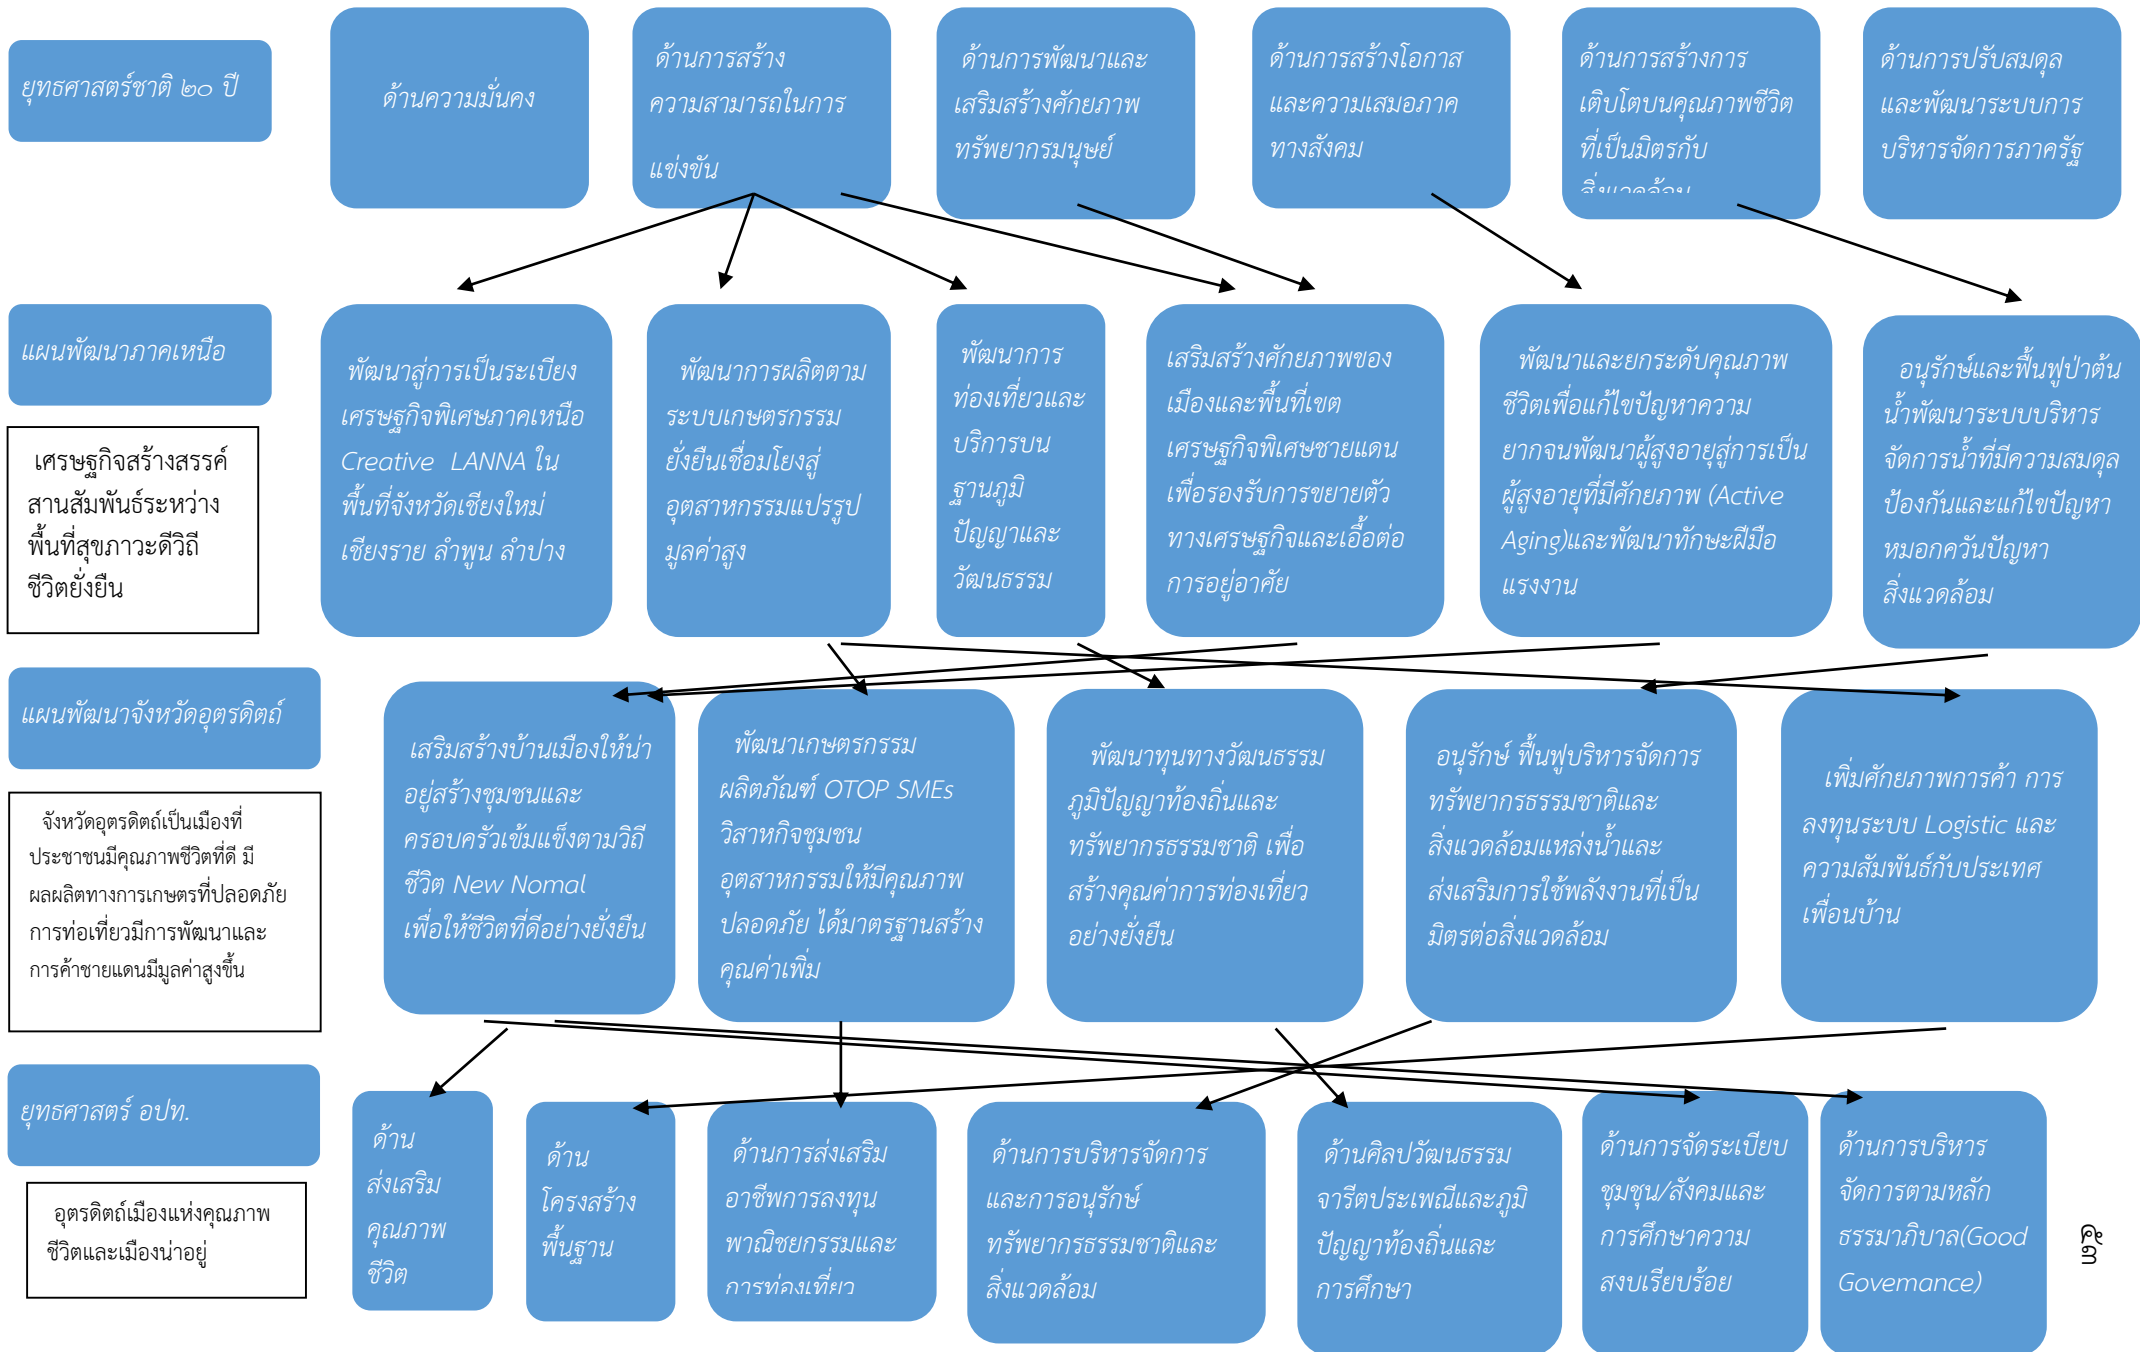 ยุทธศาสตร์ชาติ ๒๐ ปี
ด้านความมั่นคง
ด้านการสร้าง
ความสามารถในการ
แข่งขัน
ด้านการพัฒนาและ
เสริมสร้างศักยภาพ
ทรัพยากรมนุษย์
ด้านการสร้างโอกาส
และความเสมอภาค
ทางสังคม
ด้านการสร้างการ
เติบโตบนคุณภาพชีวิต
ที่เป็นมิตรกับ
สิ่งแวดล้อม
ด้านการปรับสมดุล
และพัฒนาระบบการ
บริหารจัดการภาครัฐ
แผนพัฒนาภาคเหนือ
เศรษฐกิจสร้างสรรค์
สานสัมพันธ์ระหว่าง
พื้นที่สุขภาวะดีวิถี
ชีวิตยั่งยืน
พัฒนาสู่การเป็นระเบียง
เศรษฐกิจพิเศษภาคเหนือ
Creative LANNA ใน
พื้นที่จังหวัดเชียงใหม่
เชียงราย ลำพูน ลำปาง
พัฒนาการผลิตตาม
ระบบเกษตรกรรม
ยั่งยืนเชื่อมโยงสู่
อุตสาหกรรมแปรรูป
มูลค่าสูง
พัฒนาการ
ท่องเที่ยวและ
บริการบน
ฐานภูมิ
ปัญญาและ
วัฒนธรรม
เสริมสร้างศักยภาพของ
เมืองและพื้นที่เขต
เศรษฐกิจพิเศษชายแดน
เพื่อรองรับการขยายตัว
ทางเศรษฐกิจและเอื้อต่อ
การอยู่อาศัย
พัฒนาและยกระดับคุณภาพ
ชีวิตเพื่อแก้ไขปัญหาความ
ยากจนพัฒนาผู้สูงอายุสู่การเป็น
ผู้สูงอายุที่มีศักยภาพ (Active
Aging)และพัฒนาทักษะฝีมือ
แรงงาน
อนุรักษ์และฟื้นฟูป่าต้น
น้ำพัฒนาระบบบริหาร
จัดการน้ำที่มีความสมดุล
ป้องกันและแก้ไขปัญหา
หมอกควันปัญหา
สิ่งแวดล้อม
แผนพัฒนาจังหวัดอุตรดิตถ์
จังหวัดอุตรดิตถ์เป็นเมืองที่
ประชาชนมีคุณภาพชีวิตที่ดี มี
ผลผลิตทางการเกษตรที่ปลอดภัย
การท่อเที่ยวมีการพัฒนาและ
การค้าชายแดนมีมูลค่าสูงขึ้น
เสริมสร้างบ้านเมืองให้น่า
อยู่สร้างชุมชนและ
ครอบครัวเข้มแข็งตามวิถี
ชีวิต New Nomal
เพื่อให้ชีวิตที่ดีอย่างยั่งยืน
พัฒนาเกษตรกรรม
ผลิตภัณฑ์ OTOP SMEs
วิสาหกิจชุมชน
อุตสาหกรรมให้มีคุณภาพ
ปลอดภัย ได้มาตรฐานสร้าง
คุณค่าเพิ่ม
พัฒนาทุนทางวัฒนธรรม
ภูมิปัญญาท้องถิ่นและ
ทรัพยากรธรรมชาติ เพื่อ
สร้างคุณค่าการท่องเที่ยว
อย่างยั่งยืน
อนุรักษ์ ฟื้นฟูบริหารจัดการ
ทรัพยากรธรรมชาติและ
สิ่งแวดล้อมแหล่งน้ำและ
ส่งเสริมการใช้พลังงานที่เป็น
มิตรต่อสิ่งแวดล้อม
เพิ่มศักยภาพการค้า การ
ลงทุนระบบ Logistic และ
ความสัมพันธ์กับประเทศ
เพื่อนบ้าน
ยุทธศาสตร์ อปท.
อุตรดิตถ์เมืองแห่งคุณภาพ
ชีวิตและเมืองน่าอยู่
ด้าน
ส่งเสริม
คุณภาพ
ชีวิต
ด้าน
โครงสร้าง
พื้นฐาน
ด้านการส่งเสริม
อาชีพการลงทุน
พาณิชยกรรมและ
การท่องเที่ยว
ด้านการบริหารจัดการ
และการอนุรักษ์
ทรัพยากรธรรมชาติและ
สิ่งแวดล้อม
ด้านศิลปวัฒนธรรม
จารีตประเพณีและภูมิ
ปัญญาท้องถิ่นและ
การศึกษา
ด้านการจัดระเบียบ
ชุมชุน/สังคมและ
การศึกษาความ
สงบเรียบร้อย
ด้านการบริหาร
จัดการตามหลัก
ธรรมาภิบาล(Good
Govemance)
๕๓